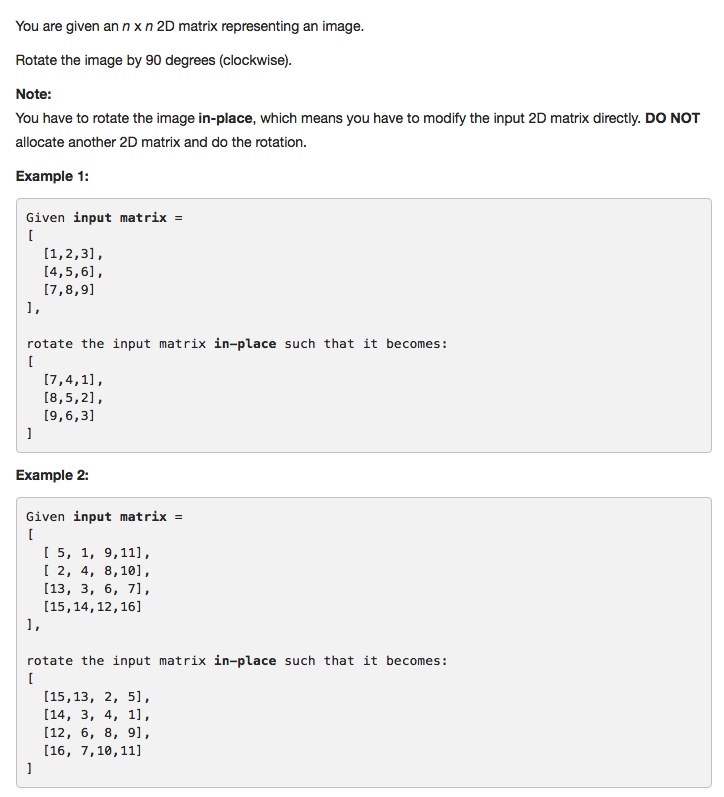 You are given an n x n 2D matrix representing an image.
Rotate the image by 90 degrees (clockwise).
Note:
You have to rotate the image in-place, which means you have to modify the input 2D matrix directly. DO NOT
allocate another 2D matrix and do the rotation.
Example 1:
Given input matrix =
[
  [1,2,3],
  [4,5,6],
  [7,8,9]
],
rotate the input matrix in-place such that it becomes:
[
  [7,4,1],
  [8,5,2],
  [9,6,3]
]
Example 2:
Given input matrix =
[
  [ 5, 1, 9,11],
  [ 2, 4, 8,10],
  [13, 3, 6, 7],
  [15,14,12,16]
],
rotate the input matrix in-place such that it becomes:
[
  [15,13, 2, 5],
  [14, 3, 4, 1],
  [12, 6, 8, 9],
  [16, 7,10,11]
]